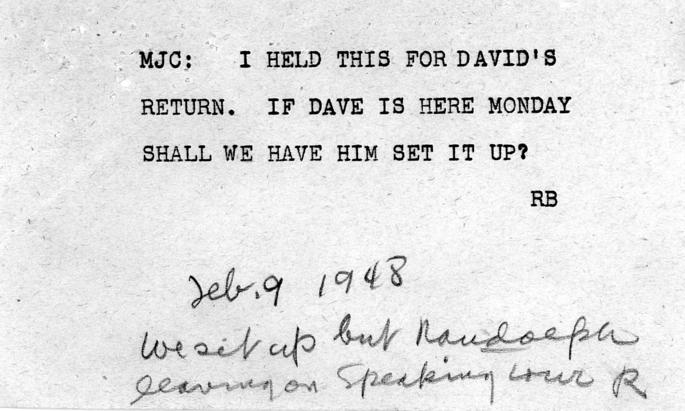 MJC: I HELD THIS FOR DAVID'S
RETURN. IF DAVE IS HERE MONDAY
SHALL WE HAVE HIM SET IT UP?
RB
Feb. 9 1948
We set up but Randolph
leaving on Speaking tour R